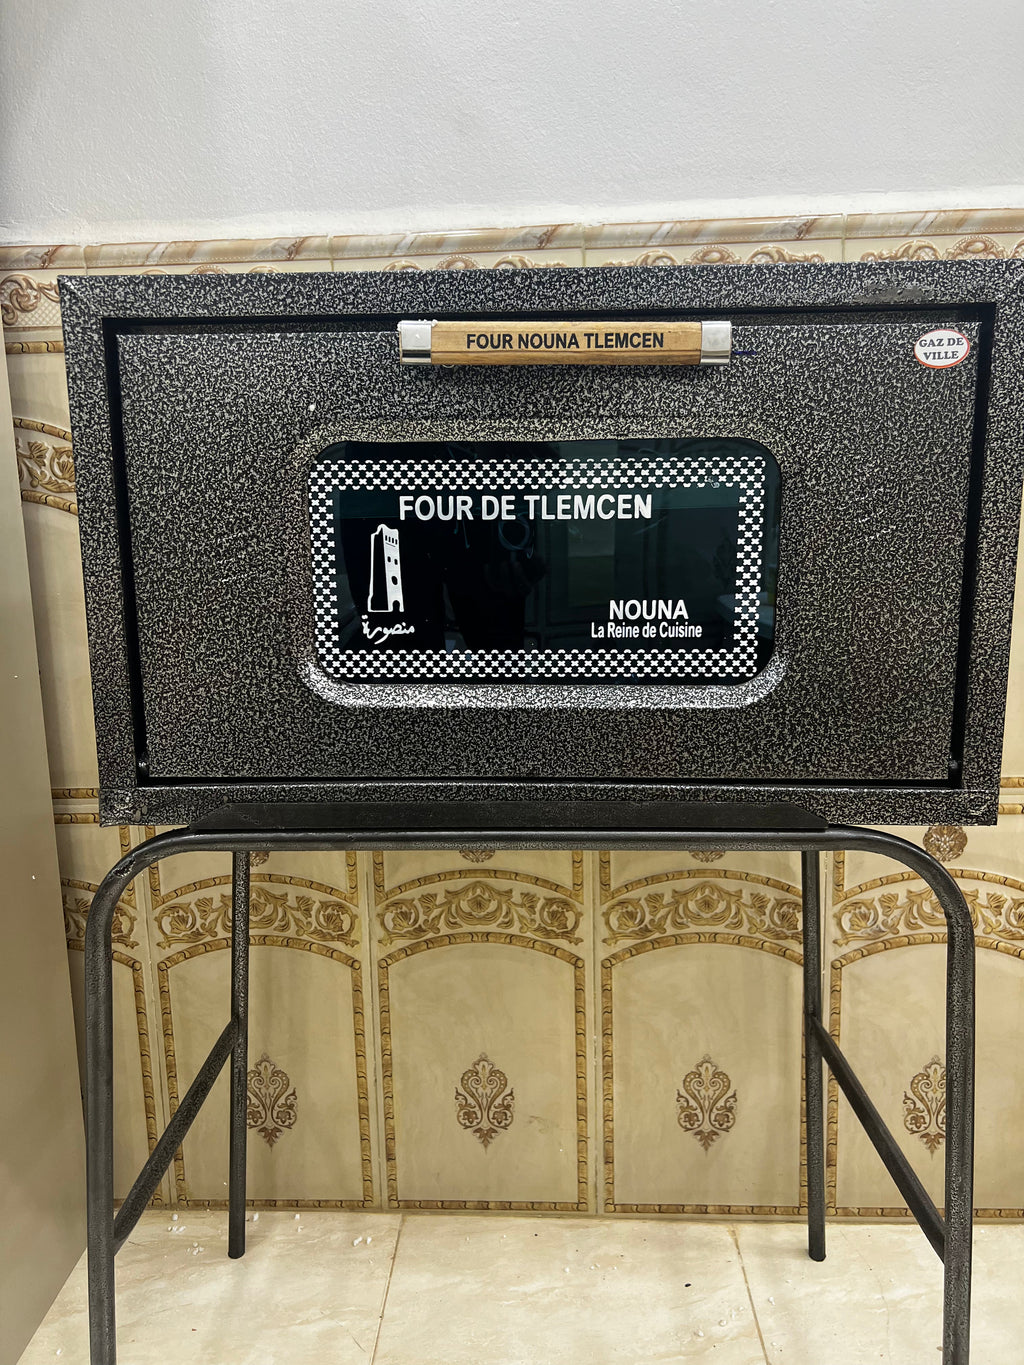 FOUR NOUNA TLEMCEN
GAZ DE
VILLE
FOUR DE TLEMCEN
منصورة
NOUNA
La Reine de Cuisine